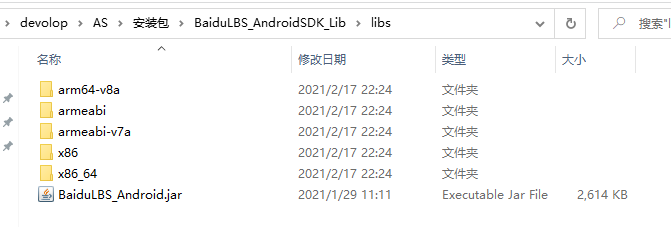 devolop > AS > 安装包 > BaiduLBS_AndroidSDK_Lib > libs 搜索"l
名称 修改日期 类型 大小
arm64-v8a 2021/2/17 22:24 文件夹
armeabi 2021/2/17 22:24 文件夹
armeabi-v7a 2021/2/17 22:24 文件夹
x86 2021/2/17 22:24 文件夹
x86_64 2021/2/17 22:24 文件夹
BaiduLBS_Android.jar 2021/1/29 11:11 Executable Jar File 2,614 KB